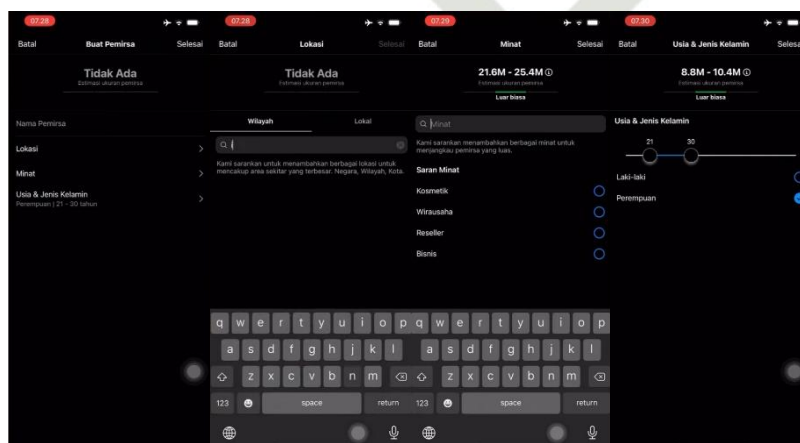 07.28
Batal Buat Pemirsa Selesai
Tidak Ada
Estimasi ukuran pemirsa
Nama Pemirsa
Lokasi
Minat
Usia & Jenis Kelamin
Perempuan | 21 - 30 tahun
07.28
Batal Lokasi Selesai
Tidak Ada
Estimasi ukuran pemirsa
Wilayah Lokal
Kami sarankan untuk menambahkan berbagai lokasi untuk
mencakup area sekitar yang terbesar. Negara, Wilayah, Kota.
q w e r t y u i o p
a s d f g h j k l
z x c v b n m
123 space return
07.29
Batal Minat Selesai
21.6M - 25.4M
Estimasi ukuran pemirsa
Luar biasa
Minat
Kami sarankan menambahkan berbagai minat untuk
menjangkau pemirsa yang luas.
Saran Minat
Kosmetik
Wirausaha
Reseller
Bisnis
q w e r t y u i o p
a s d f g h j k l
z x c v b n m
123 space return
07.30
Batal Usia & Jenis Kelamin Selesa
8.8M - 10.4M
Estimasi ukuran pemirsa
Luar biasa
Usia & Jenis Kelamin
21 30
Laki-laki
Perempuan